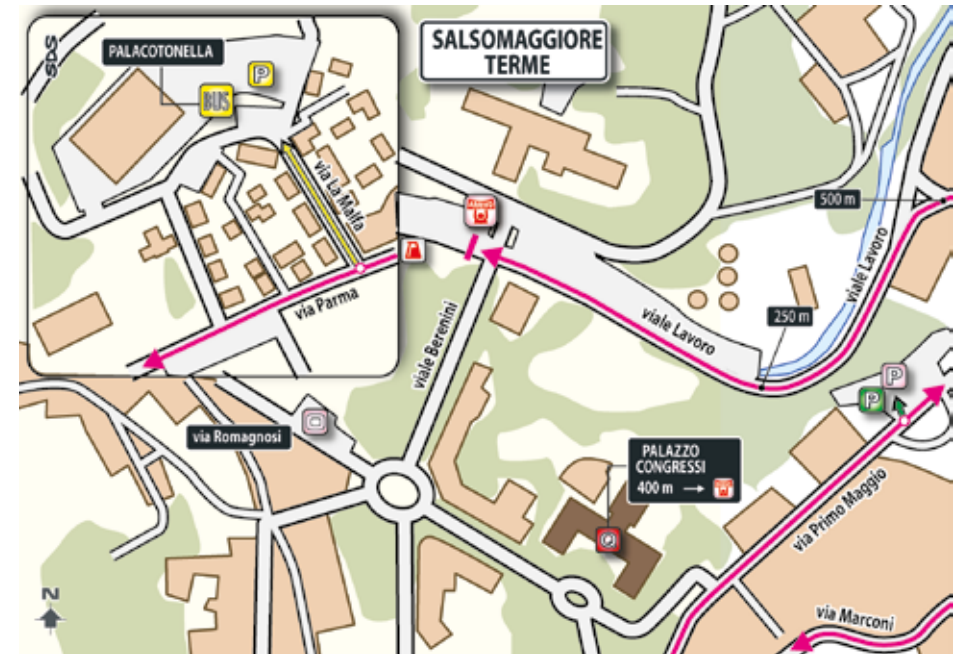 SDS
PALACOTONELLA
P
BUS
via La Malfa
via Parma
SALSOMAGGIORE
TERME
ARRIVO
500 m
viale Lavoro
250 m
viale Lavoro
viale Berenini
P
P
via Romagnosi
PALAZZO
CONGRESSI
400 m
Q
via Primo Maggio
via Marconi
N